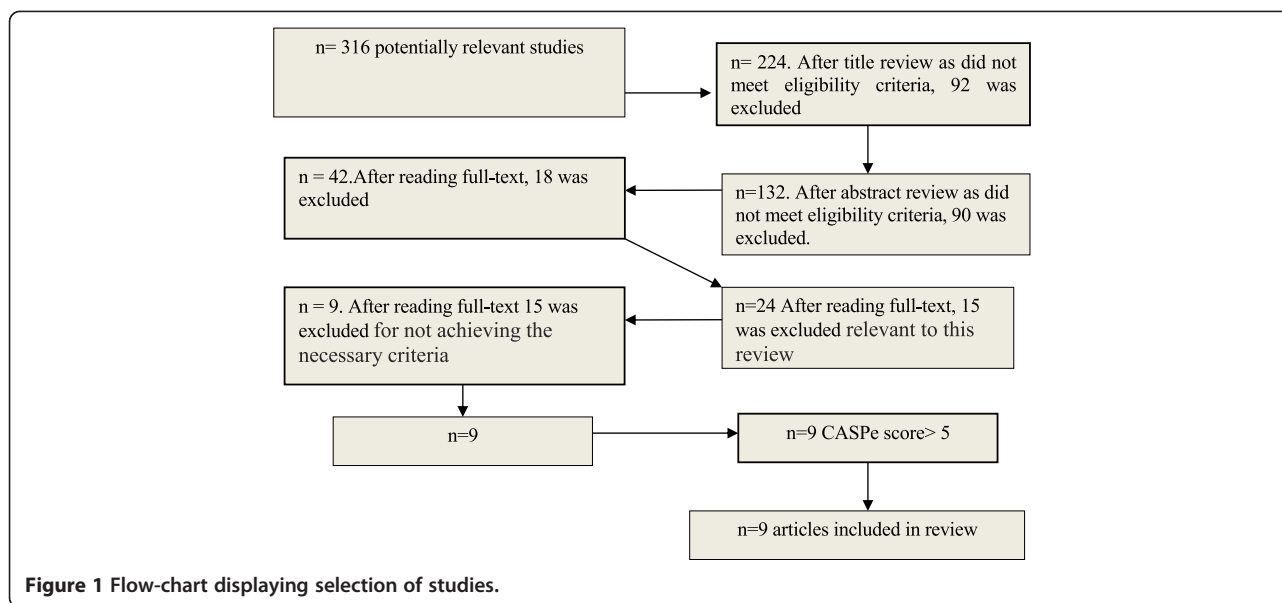 n= 316 potentially relevant studies
n= 224. After title review as did not
meet eligibility criteria, 92 was
excluded
n=132. After abstract review as did
not meet eligibility criteria, 90 was
excluded.
n = 42.After reading full-text, 18 was
excluded
n=24 After reading full-text, 15
was excluded relevant to this
review
n = 9. After reading full-text 15 was
excluded for not achieving the
necessary criteria
n=9
n=9 CASPe score> 5
n=9 articles included in review
Figure 1 Flow-chart displaying selection of studies.